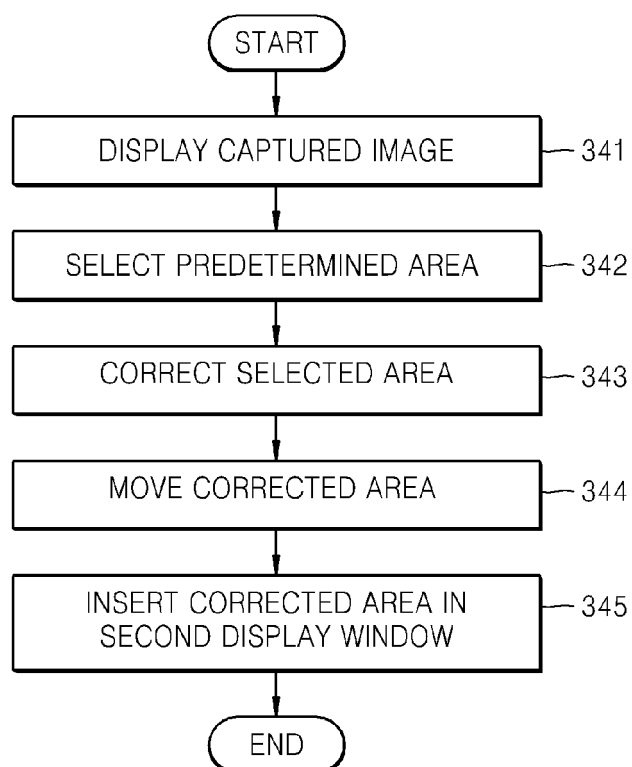 START
DISPLAY CAPTURED IMAGE
341
SELECT PREDETERMINED AREA
342
CORRECT SELECTED AREA
343
MOVE CORRECTED AREA
344
INSERT CORRECTED AREA IN
SECOND DISPLAY WINDOW
345
END